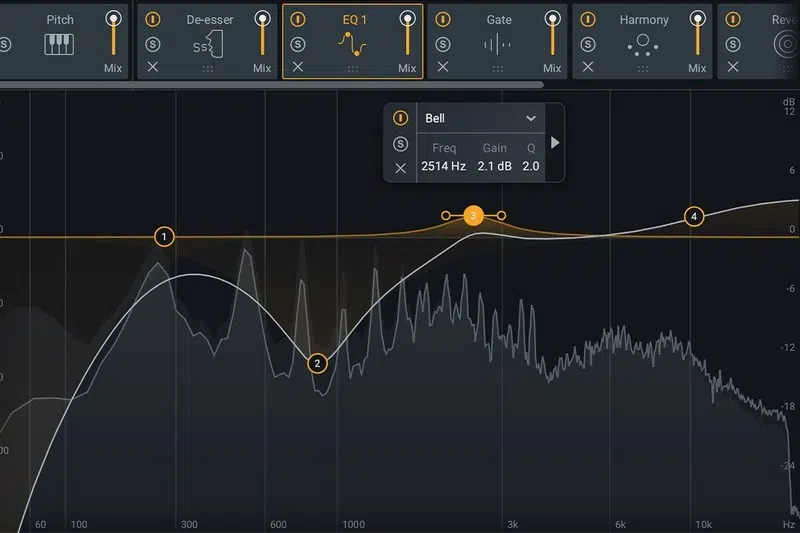 Pitch
De-esser
EQ 1
Gate
Harmony
S
S
S
S
S
S
Mix
Mix
Mix
Mix
Mix
Bell
S
Freq Gain Q
2514 Hz 2.1 dB 2.0
dB
12
6
0
-6
-12
-18
-24
1
2
3
4
60
100
300
600
1000
3k
6k
10k
Hz